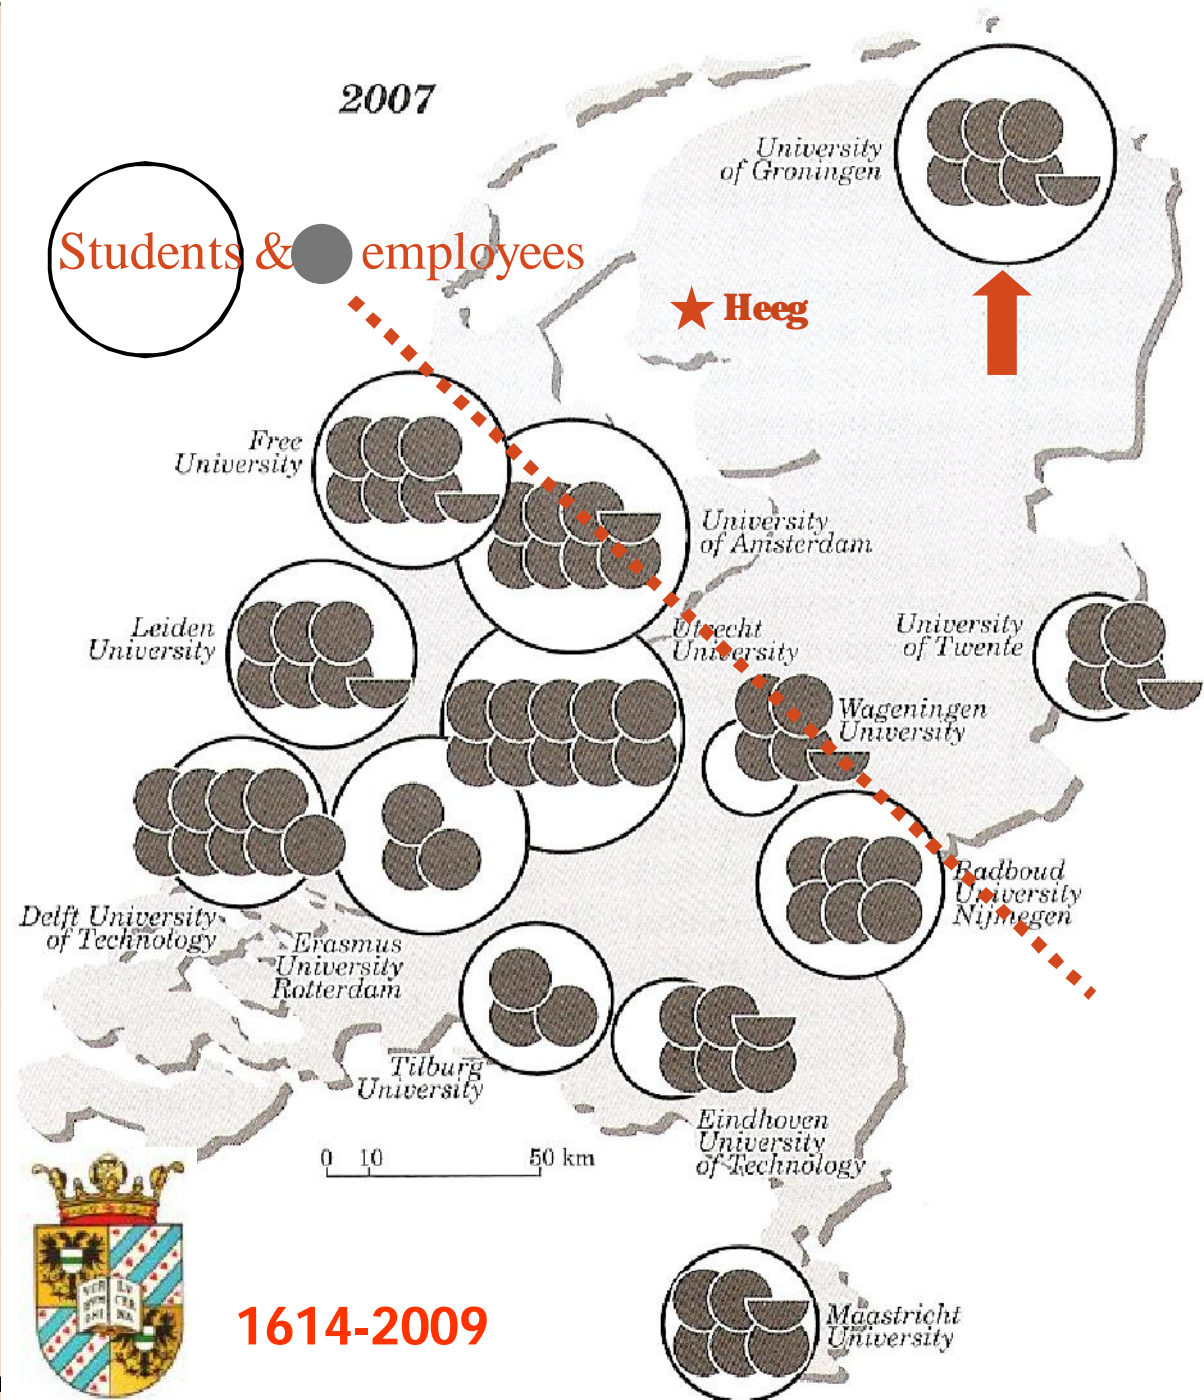 2007
University
of Groningen
Students & employees
Heeg
Free
University
University
of Amsterdam
Leiden
University
Utrecht
University
University
of Twente
Wageningen
University
Radboud
University
Nijmegen
Delft University
of Technology
Erasmus
University
Rotterdam
Tilburg
University
Eindhoven
University
of Technology
0 10 50 km
1614-2009
Maastricht
University